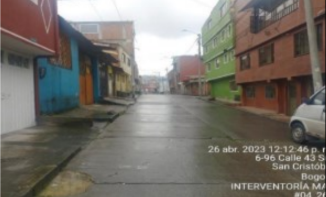 26 abr. 2023 12:12:46 p.
6-96 Calle 43 S
San Cristób
Bogo
INTERVENTORÍA MA